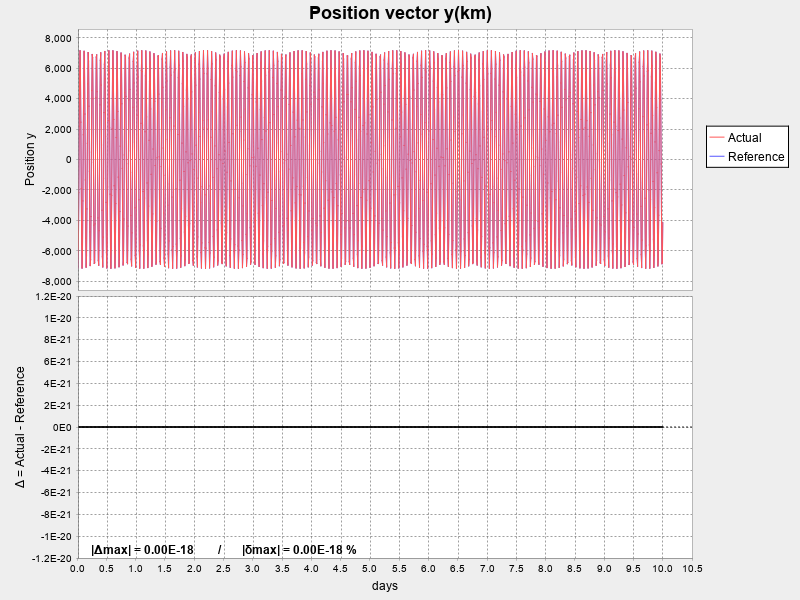 Position vector y(km)
8,000
6,000
4,000
2,000
0
-2,000
-4,000
-6,000
-8,000
Position y
Actual
Reference
1.2E-20
1E-20
8E-21
6E-21
4E-21
2E-21
0E0
-2E-21
-4E-21
-6E-21
-8E-21
-1E-20
-1.2E-20
Δ = Actual - Reference
|Δmax| = 0.00E-18 / |δmax| = 0.00E-18 %
0.0 0.5 1.0 1.5 2.0 2.5 3.0 3.5 4.0 4.5 5.0 5.5 6.0 6.5 7.0 7.5 8.0 8.5 9.0 9.5 10.0 10.5
days